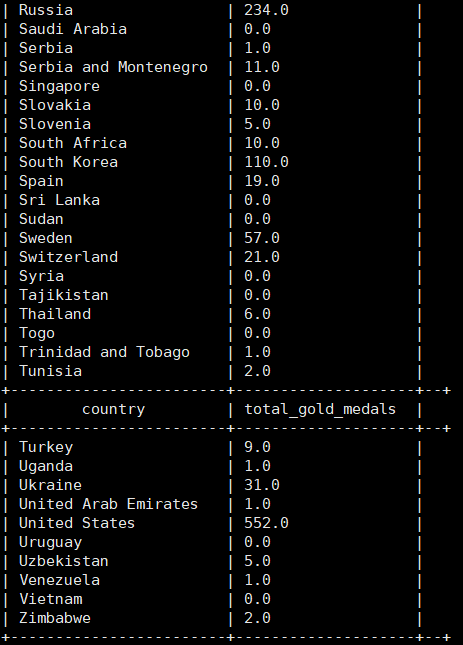 | Russia                 | 234.0              |
| Saudi Arabia           | 0.0                |
| Serbia                 | 1.0                |
| Serbia and Montenegro  | 11.0               |
| Singapore              | 0.0                |
| Slovakia               | 10.0               |
| Slovenia               | 5.0                |
| South Africa           | 10.0               |
| South Korea            | 110.0              |
| Spain                  | 19.0               |
| Sri Lanka              | 0.0                |
| Sudan                  | 0.0                |
| Sweden                 | 57.0               |
| Switzerland            | 21.0               |
| Syria                  | 0.0                |
| Tajikistan             | 0.0                |
| Thailand               | 6.0                |
| Togo                   | 0.0                |
| Trinidad and Tobago    | 1.0                |
| Tunisia                | 2.0                |
+------------------------+--------------------+--+
|        country         | total_gold_medals  |
+------------------------+--------------------+--+
| Turkey                 | 9.0                |
| Uganda                 | 1.0                |
| Ukraine                | 31.0               |
| United Arab Emirates   | 1.0                |
| United States          | 552.0              |
| Uruguay                | 0.0                |
| Uzbekistan             | 5.0                |
| Venezuela              | 1.0                |
| Vietnam                | 0.0                |
| Zimbabwe               | 2.0                |
+------------------------+--------------------+--+